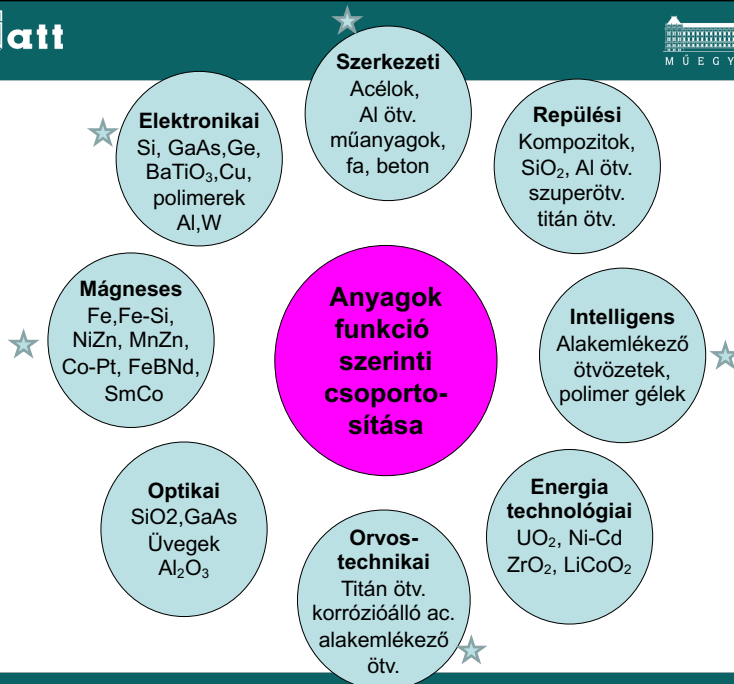 att
M Ű E G Y
Szerkezeti
Acélok,
Al ötv.
műanyagok,
fa, beton
Elektronikai
Si, GaAs,Ge,
BaTiO₃,Cu,
polimerek
Al,W
Repülési
Kompozitok,
SiO₂, Al ötv.
szuperötv.
titán ötv.
Mágneses
Fe,Fe-Si,
NiZn, MnZn,
Co-Pt, FeBNd,
SmCo
Anyagok
funkció
szerinti
csoporto-
sítása
Intelligens
Alakemlékező
ötvözetek,
polimer gélek
Optikai
SiO2,GaAs
Üvegek
Al₂O₃
Orvos-
technikai
Titán ötv.
korrózióálló ac.
alakemlékező
ötv.
Energia
technológiai
UO₂, Ni-Cd
ZrO₂, LiCoO₂